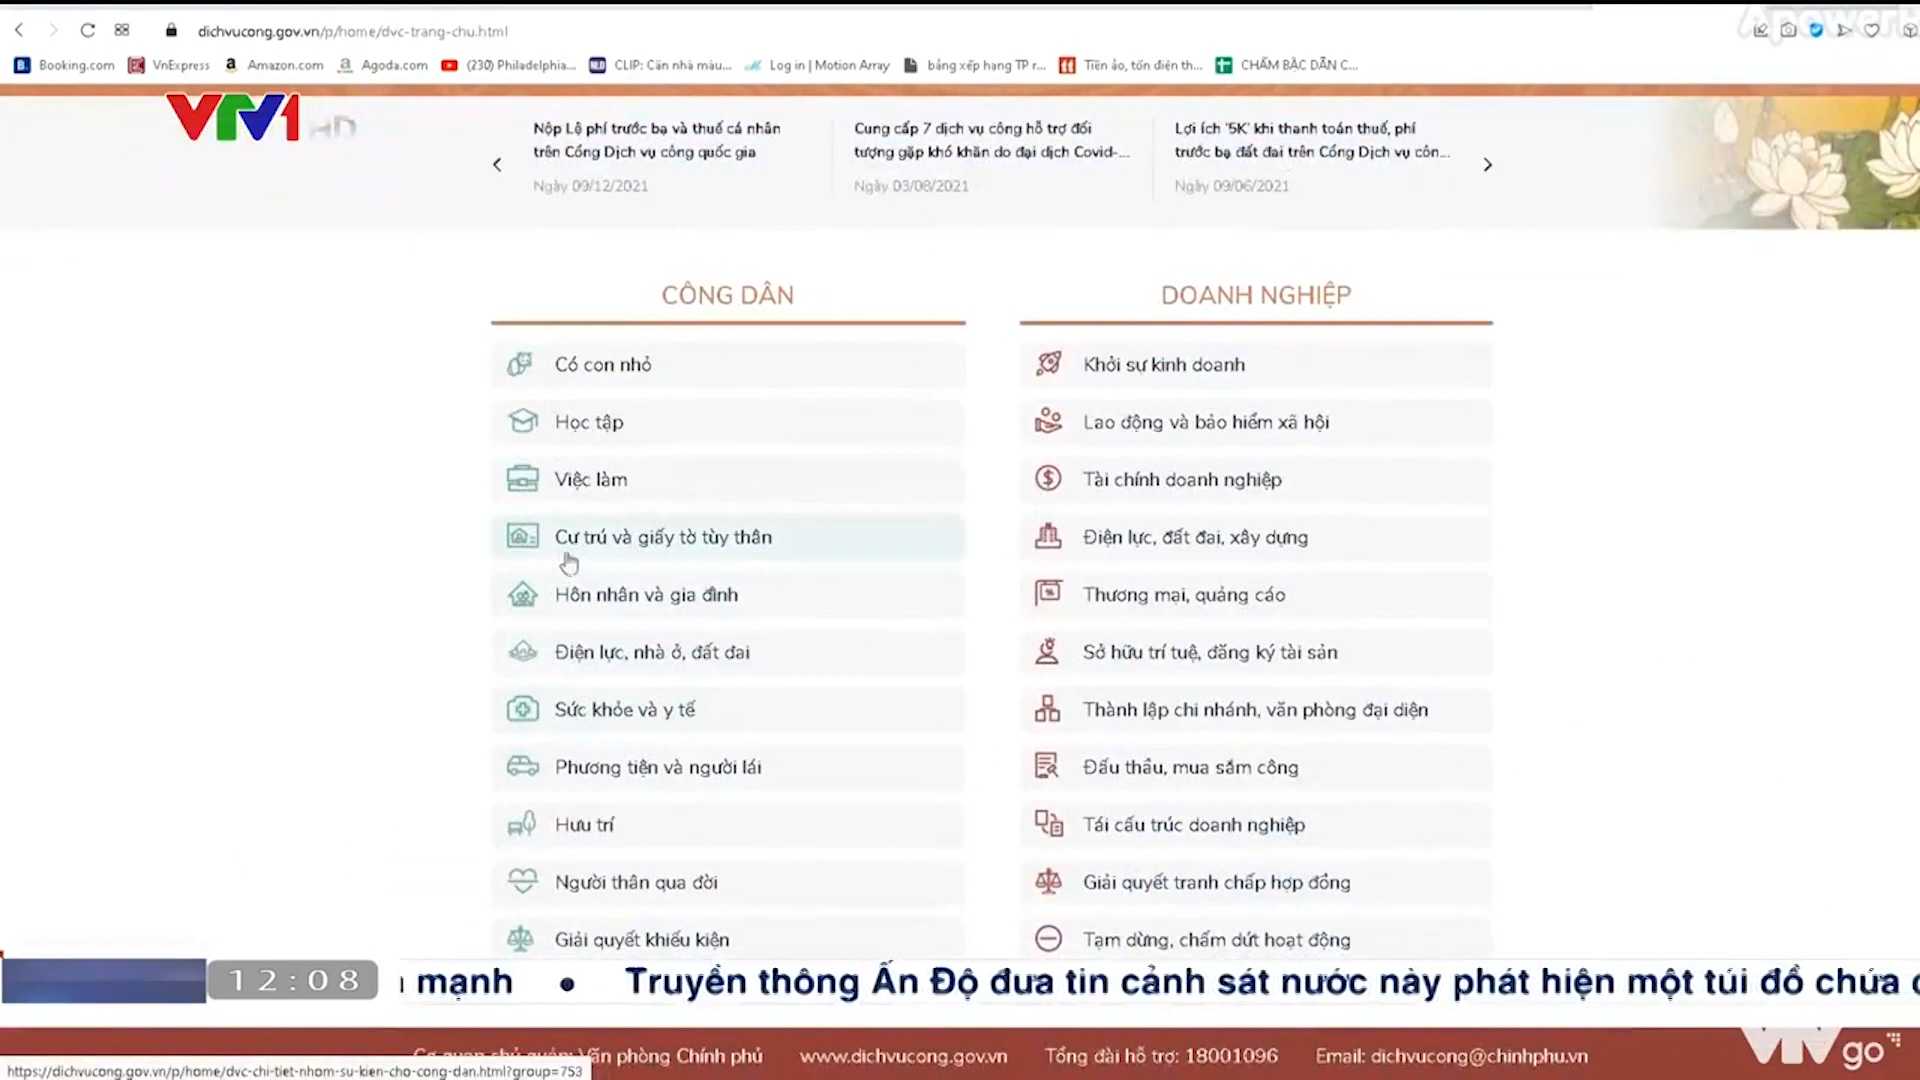 dichvucong.gov.vn/p/home/dvc-trang-chu.html
Booking.com VnExpress Amazon.com Agoda.com (230) Philadelphia... CLIP: Căn nhà màu... Log in | Motion Array bảng xếp hạng TP r... Tiền ảo, tốn điện th... CHẤM BẬC DẪN C...
VTV1 HD
Nộp Lệ phí trước bạ và thuế cá nhân
trên Cổng Dịch vụ công quốc gia
Ngày 09/12/2021
Cung cấp 7 dịch vụ công hỗ trợ đối
tượng gặp khó khăn do đại dịch Covid-...
Ngày 03/08/2021
Lợi ích '5K' khi thanh toán thuế, phí
trước bạ đất đai trên Cổng Dịch vụ côn...
Ngày 09/06/2021
CÔNG DÂN
Có con nhỏ
Học tập
Việc làm
Cư trú và giấy tờ tùy thân
Hôn nhân và gia đình
Điện lực, nhà ở, đất đai
Sức khỏe và y tế
Phương tiện và người lái
Hưu trí
Người thân qua đời
Giải quyết khiếu kiện
DOANH NGHIỆP
Khởi sự kinh doanh
Lao động và bảo hiểm xã hội
Tài chính doanh nghiệp
Điện lực, đất đai, xây dựng
Thương mại, quảng cáo
Sở hữu trí tuệ, đăng ký tài sản
Thành lập chi nhánh, văn phòng đại diện
Đấu thầu, mua sắm công
Tái cấu trúc doanh nghiệp
Giải quyết tranh chấp hợp đồng
Tạm dừng, chấm dứt hoạt động
12:08 mạnh • Truyền thông Ấn Độ đưa tin cảnh sát nước này phát hiện một túi đồ chứa
Cơ quan chủ quản: Văn phòng Chính phủ www.dichvucong.gov.vn Tổng đài hỗ trợ: 18001096 Email: dichvucong@chinhphu.vn
VTV go
https://dichvucong.gov.vn/p/home/dvc-chi-tiet-nhom-su-kien-cho-cong-dan.html?group=753